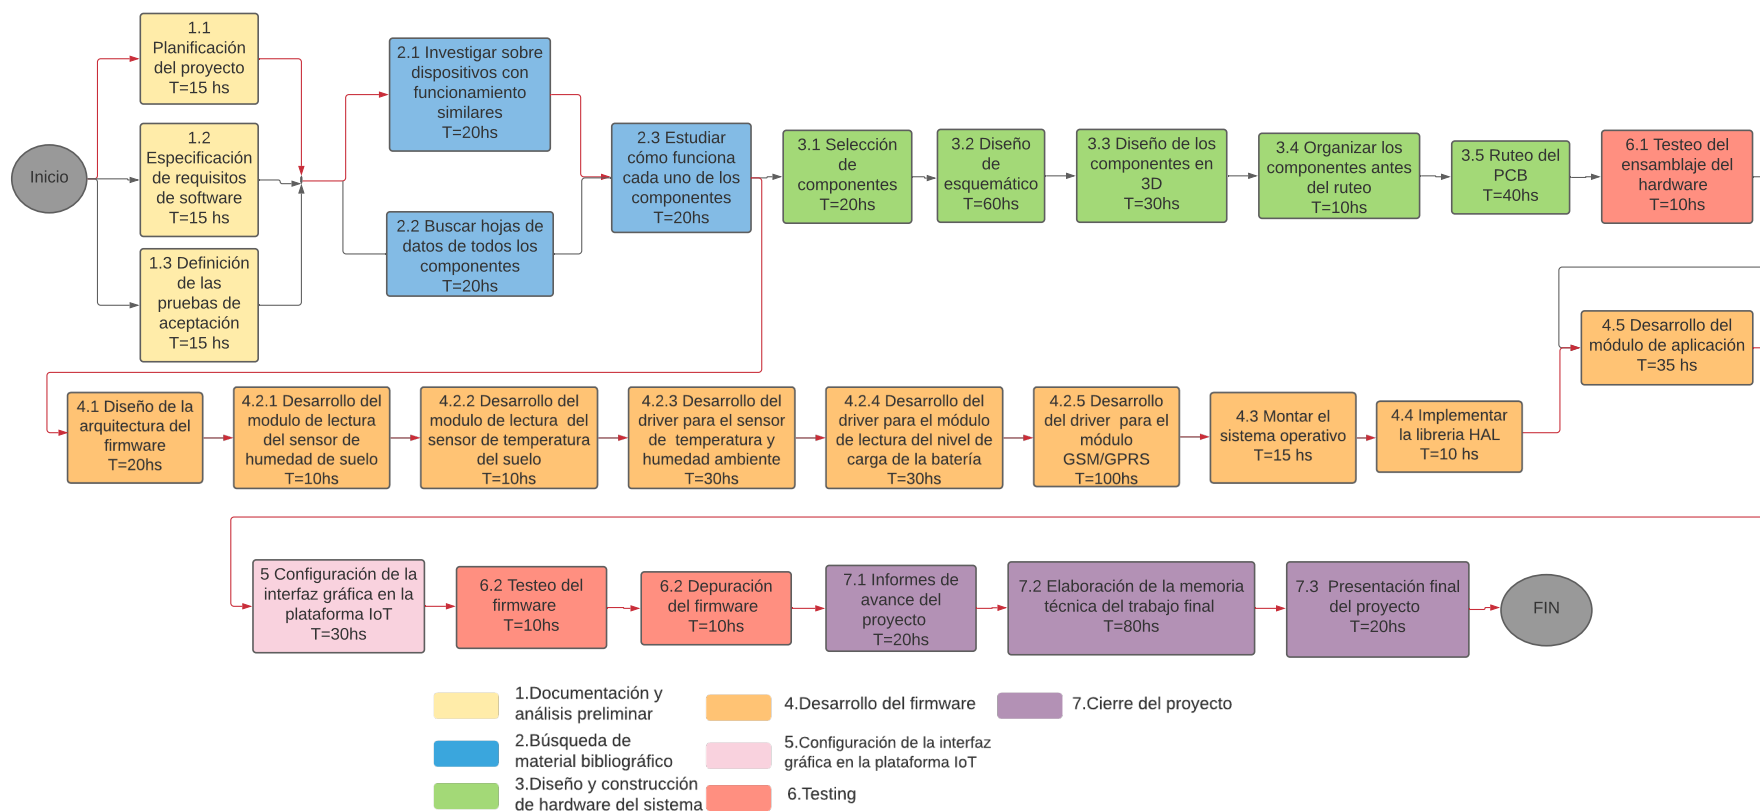 Inicio
1.1
Planificación
del proyecto
T=15 hs
1.2
Especificación
de requisitos
de software
T=15 hs
1.3 Definición
de las
pruebas de
aceptación
T=15 hs
2.1 Investigar sobre
dispositivos con
funcionamiento
similares
T=20hs
2.2 Buscar hojas de
datos de todos los
componentes
T=20hs
2.3 Estudiar
cómo funciona
cada uno de los
componentes
T=20hs
3.1 Selección
de
componentes
T=20hs
3.2 Diseño
de
esquemático
T=60hs
3.3 Diseño de los
componentes en
3D
T=30hs
3.4 Organizar los
componentes antes
del ruteo
T=10hs
3.5 Ruteo del
PCB
T=40hs
6.1 Testeo del
ensamblaje del
hardware
T=10hs
4.1 Diseño de la
arquitectura del
firmware
T=20hs
4.2.1 Desarrollo del
modulo de lectura
del sensor de
humedad de suelo
T=10hs
4.2.2 Desarrollo del
modulo de lectura  del
sensor de temperatura
del suelo
T=10hs
4.2.3 Desarrollo del
driver para el sensor
de  temperatura y
humedad ambiente
T=30hs
4.2.4 Desarrollo del
driver para el módulo
de lectura del nivel de
carga de la batería
T=30hs
4.2.5 Desarrollo
del driver  para el
módulo
GSM/GPRS
T=100hs
4.3 Montar el
sistema operativo
T=15 hs
4.4 Implementar
la libreria HAL
T=10 hs
4.5 Desarrollo del
módulo de aplicación
T=35 hs
5 Configuración de la
interfaz gráfica en la
plataforma IoT
T=30hs
6.2 Testeo del
firmware
T=10hs
6.2 Depuración
del firmware
T=10hs
7.1 Informes de
avance del
proyecto
T=20hs
7.2 Elaboración de la memoria
técnica del trabajo final
T=80hs
7.3  Presentación final
del proyecto
T=20hs
FIN
1.Documentación y
análisis preliminar
2.Búsqueda de
material bibliográfico
3.Diseño y construcción
de hardware del sistema
4.Desarrollo del firmware
5.Configuración de la interfaz
gráfica en la plataforma IoT
6.Testing
7.Cierre del proyecto